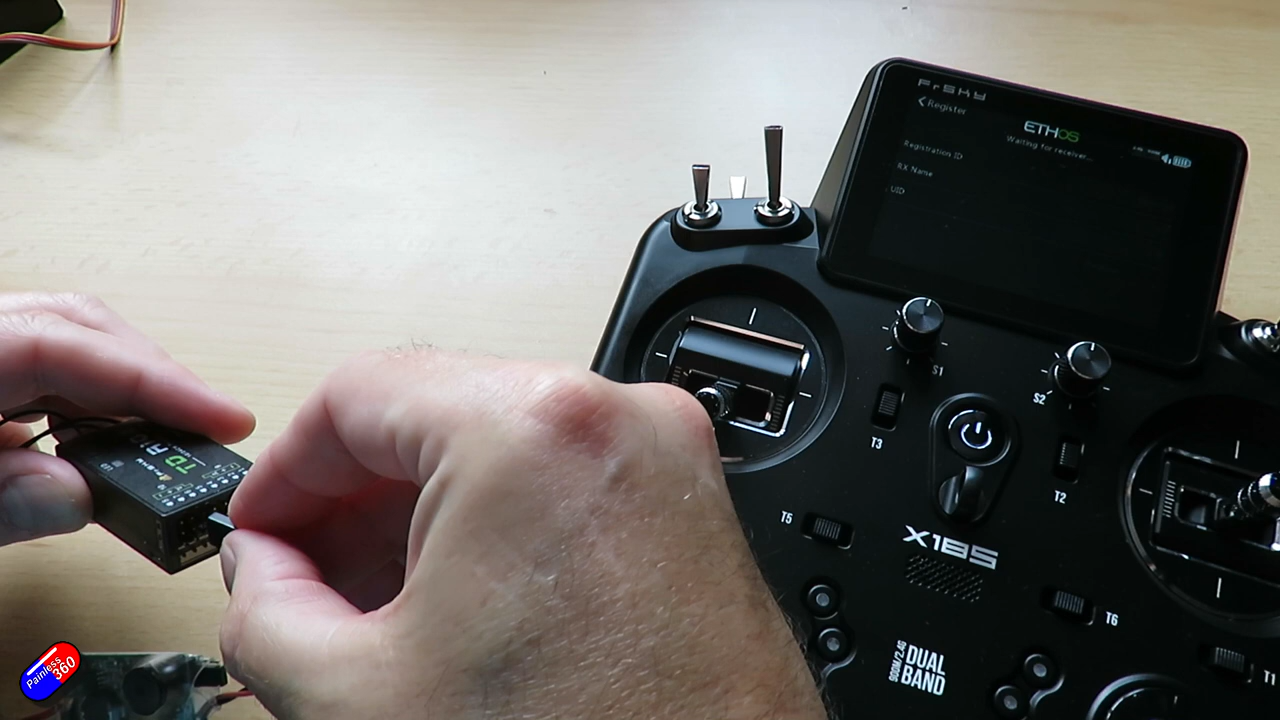 FrSKY
Register
ETHOS
Waiting for receiver...
Registration ID
RX Name
UID
S1
S2
T3
T2
T5
X18S
T6
T1
900M/2.4G
DUAL
BAND
FrSKY
TD
Painless
360